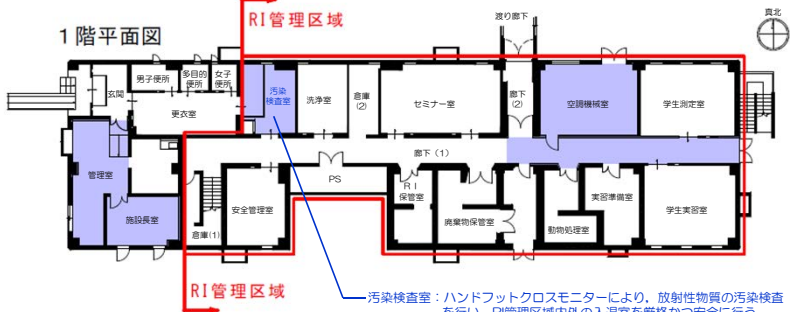 RI管理区域
渡り廊下
真北
1階平面図
玄関
男子便所
多目的
便所
女子
便所
更衣室
汚染
検査室
洗浄室
倉庫
(2)
セミナー室
廊下
(2)
空調機械室
学生測定室
廊下 (1)
管理室
施設長室
倉庫(1)
安全管理室
PS
RI
保管室
廃棄物保管室
動物処理室
実習準備室
学生実習室
RI管理区域
汚染検査室：ハンドフットクロスモニターにより，放射性物質の汚染検査
を行い，RI管理区域内外の入退室を厳格かつ安全に行う